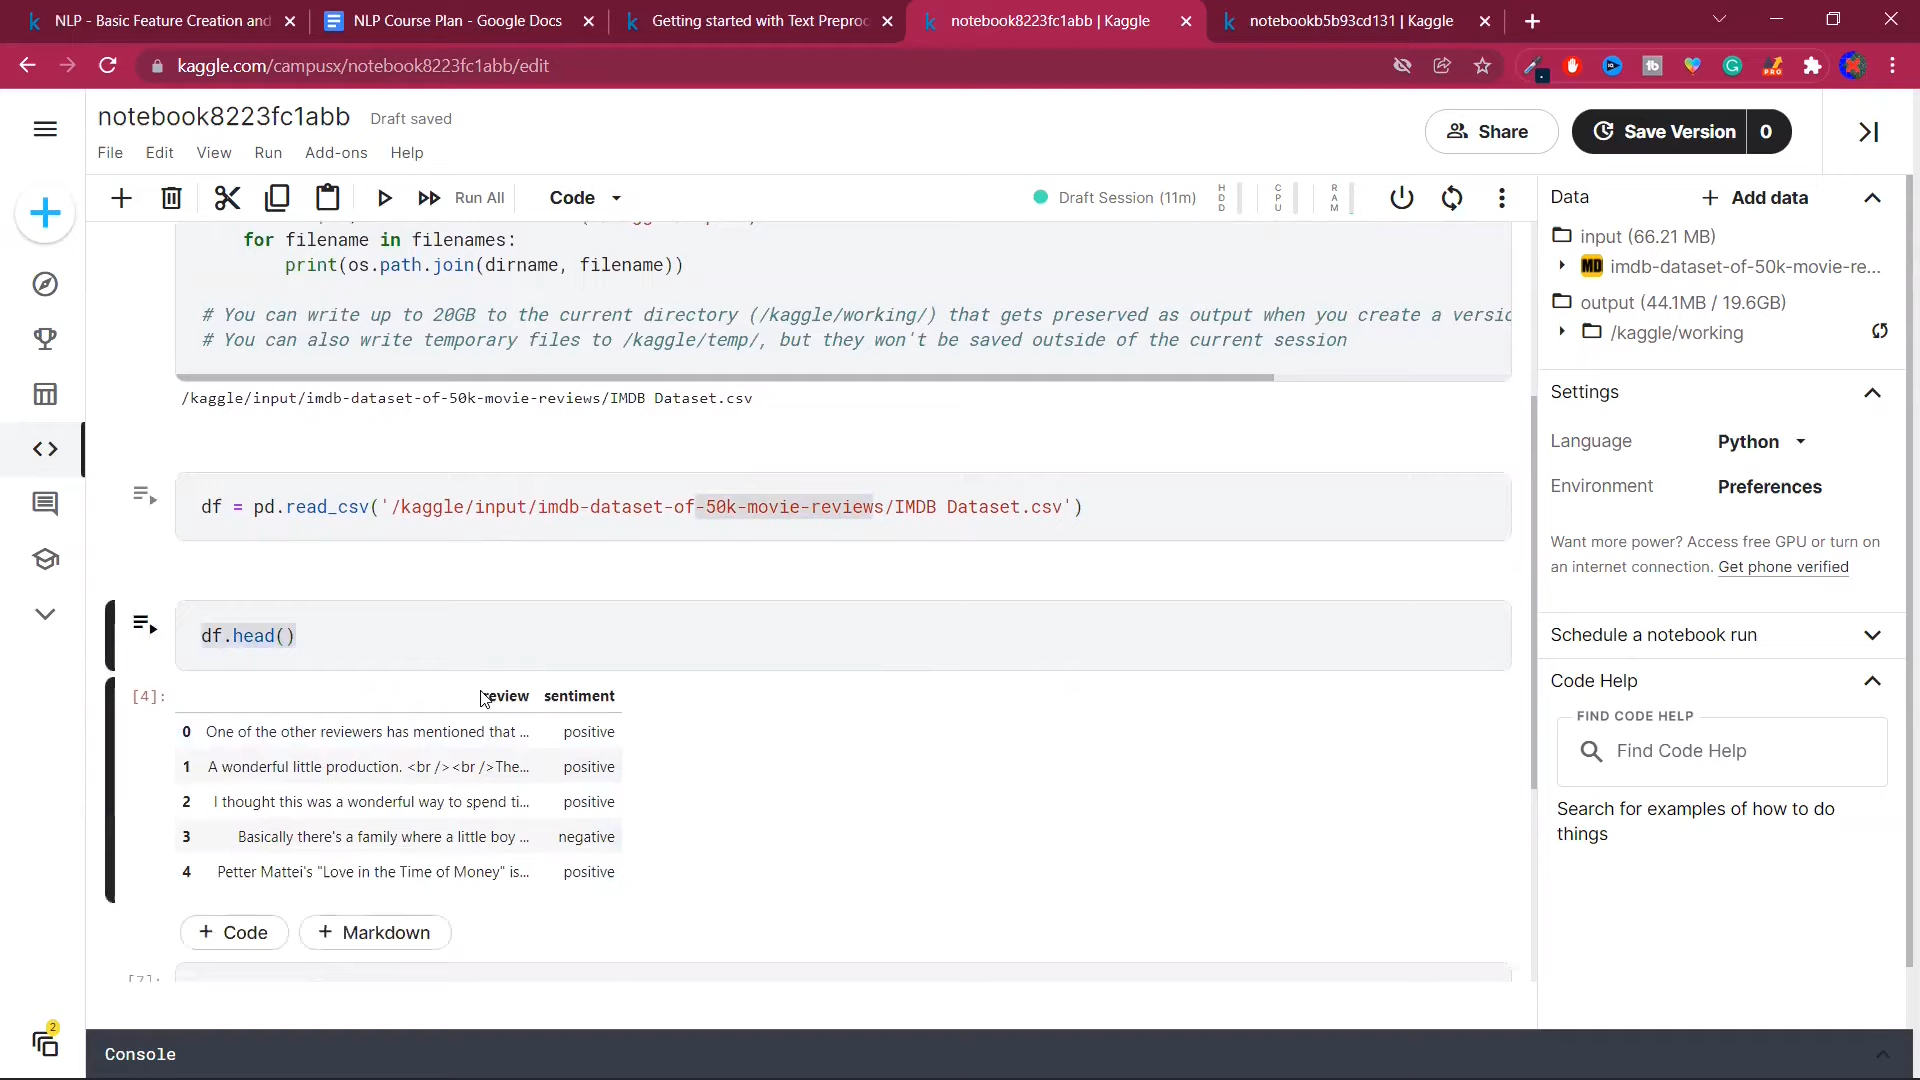 NLP - Basic Feature Creation and
NLP Course Plan - Google Docs
Getting started with Text Preproc
notebook8223fc1abb | Kaggle
notebookb5b93cd131 | Kaggle
kaggle.com/campusx/notebook8223fc1abb/edit
notebook8223fc1abb Draft saved
Share
Save Version 0
File Edit View Run Add-ons Help
Run All Code
Draft Session (11m) HDD CPU RAM
for filename in filenames:
print(os.path.join(dirname, filename))
# You can write up to 20GB to the current directory (/kaggle/working/) that gets preserved as output when you create a versio
# You can also write temporary files to /kaggle/temp/, but they won't be saved outside of the current session
/kaggle/input/imdb-dataset-of-50k-movie-reviews/IMDB Dataset.csv
df = pd.read_csv('/kaggle/input/imdb-dataset-of-50k-movie-reviews/IMDB Dataset.csv')
df.head()
[4]: review sentiment
0 One of the other reviewers has mentioned that ... positive
1 A wonderful little production. <br /><br />The... positive
2 I thought this was a wonderful way to spend ti... positive
3 Basically there's a family where a little boy ... negative
4 Petter Mattei's "Love in the Time of Money" is... positive
+ Code + Markdown
[7]:
2
Console
Data + Add data
input (66.21 MB)
MD imdb-dataset-of-50k-movie-re...
output (44.1MB / 19.6GB)
/kaggle/working
Settings
Language Python
Environment Preferences
Want more power? Access free GPU or turn on
an internet connection. Get phone verified
Schedule a notebook run
Code Help
FIND CODE HELP
Find Code Help
Search for examples of how to do
things